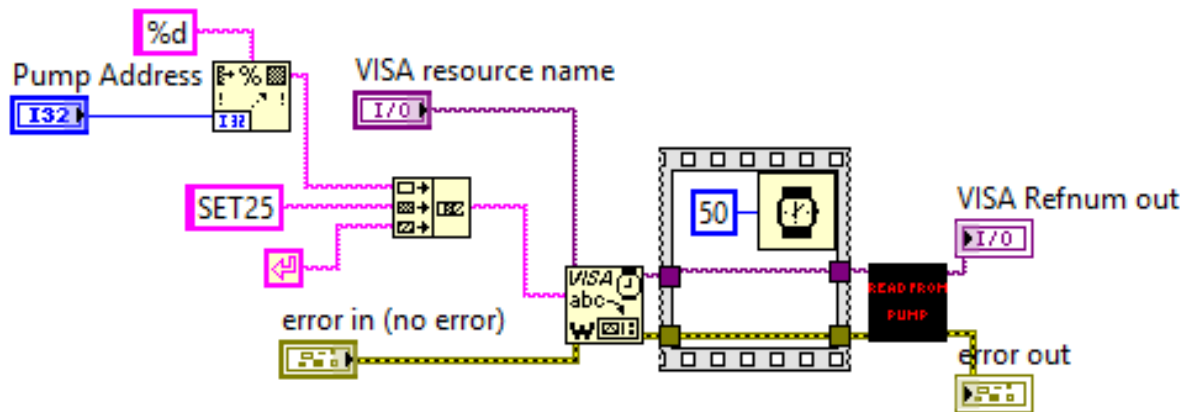 %d
Pump Address
I32
% 
! !
I32
VISA resource name
I/O
SET25
50
VISA
abc
W
error in (no error)
READ FROM
PUMP
VISA Refnum out
I/O
error out